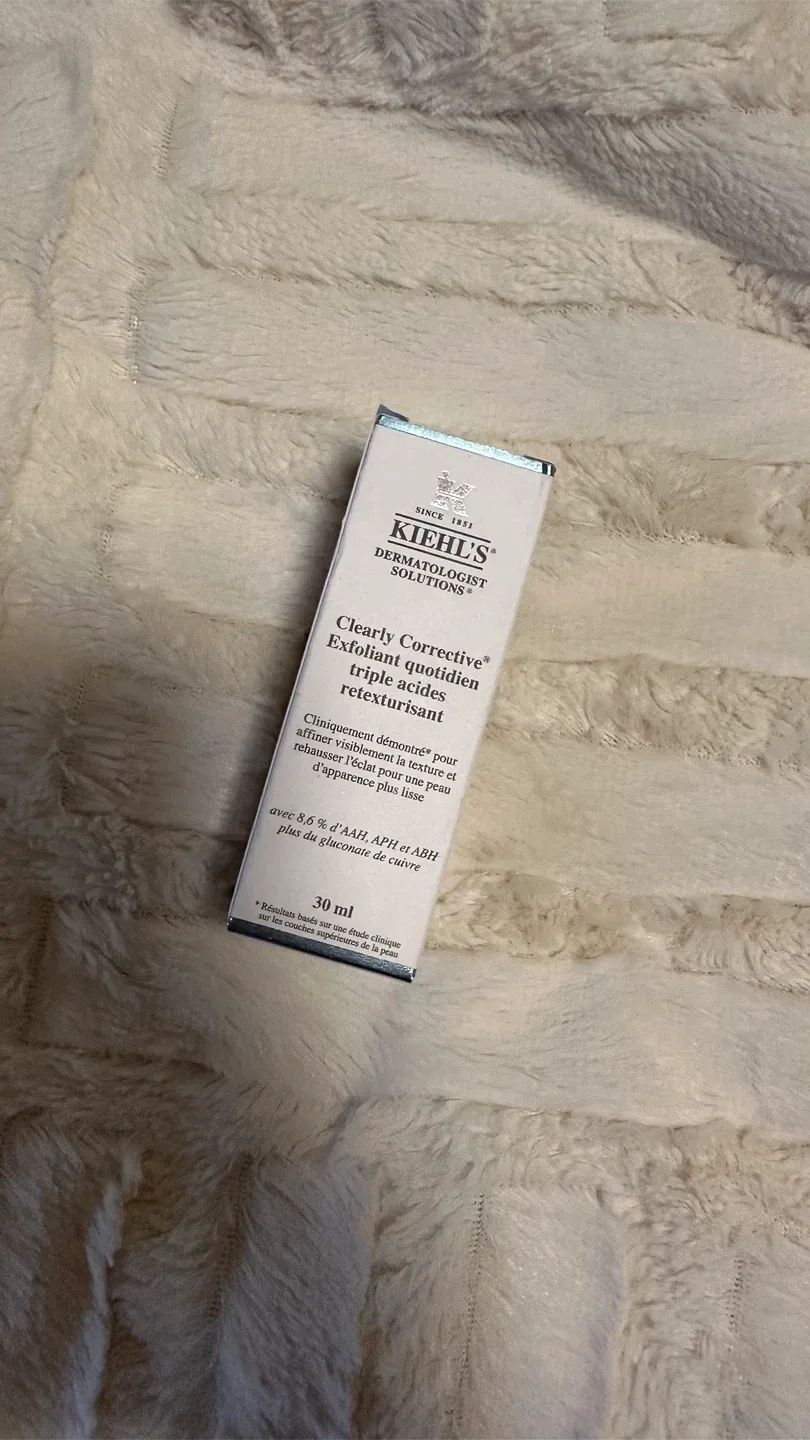 SINCE 1851
KIEHL'S®
DERMATOLOGIST
SOLUTIONS®
Clearly Corrective®
Exfoliant quotidien
triple acides
retexturisant
Cliniquement démontré* pour
affiner visiblement la texture et
rehausser l'éclat pour une peau
d'apparence plus lisse
avec 8,6 % d'AAH, APH et ABH
plus du gluconate de cuivre
30 ml
* Résultats basés sur une étude clinique
sur les couches supérieures de la peau